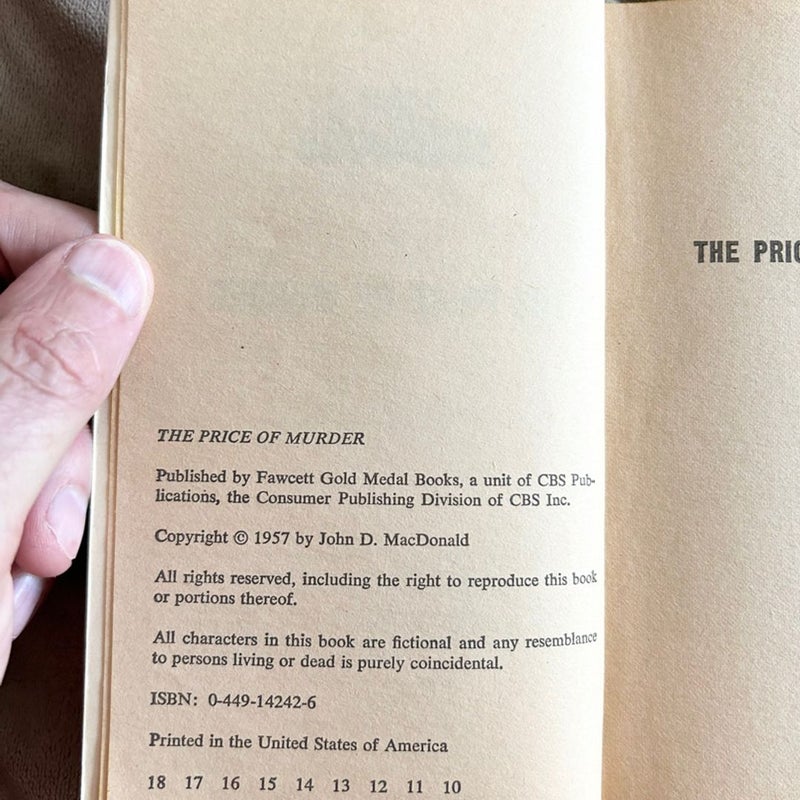 THE PRICE OF MURDER
Published by Fawcett Gold Medal Books, a unit of CBS Pub-
lications, the Consumer Publishing Division of CBS Inc.
Copyright © 1957 by John D. MacDonald
All rights reserved, including the right to reproduce this book
or portions thereof.
All characters in this book are fictional and any resemblance
to persons living or dead is purely coincidental.
ISBN: 0-449-14242-6
Printed in the United States of America
18 17 16 15 14 13 12 11 10
THE PRIC